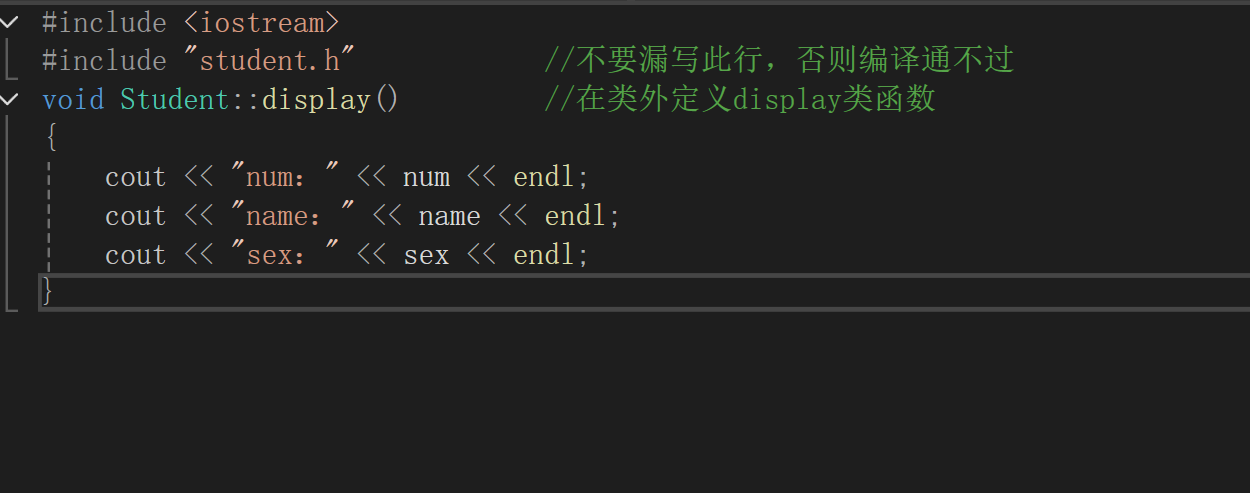 #include <iostream>
#include "student.h" //不要漏写此行，否则编译通不过
void Student::display() //在类外定义display类函数
{
cout << "num：" << num << endl;
cout << "name：" << name << endl;
cout << "sex：" << sex << endl;
}